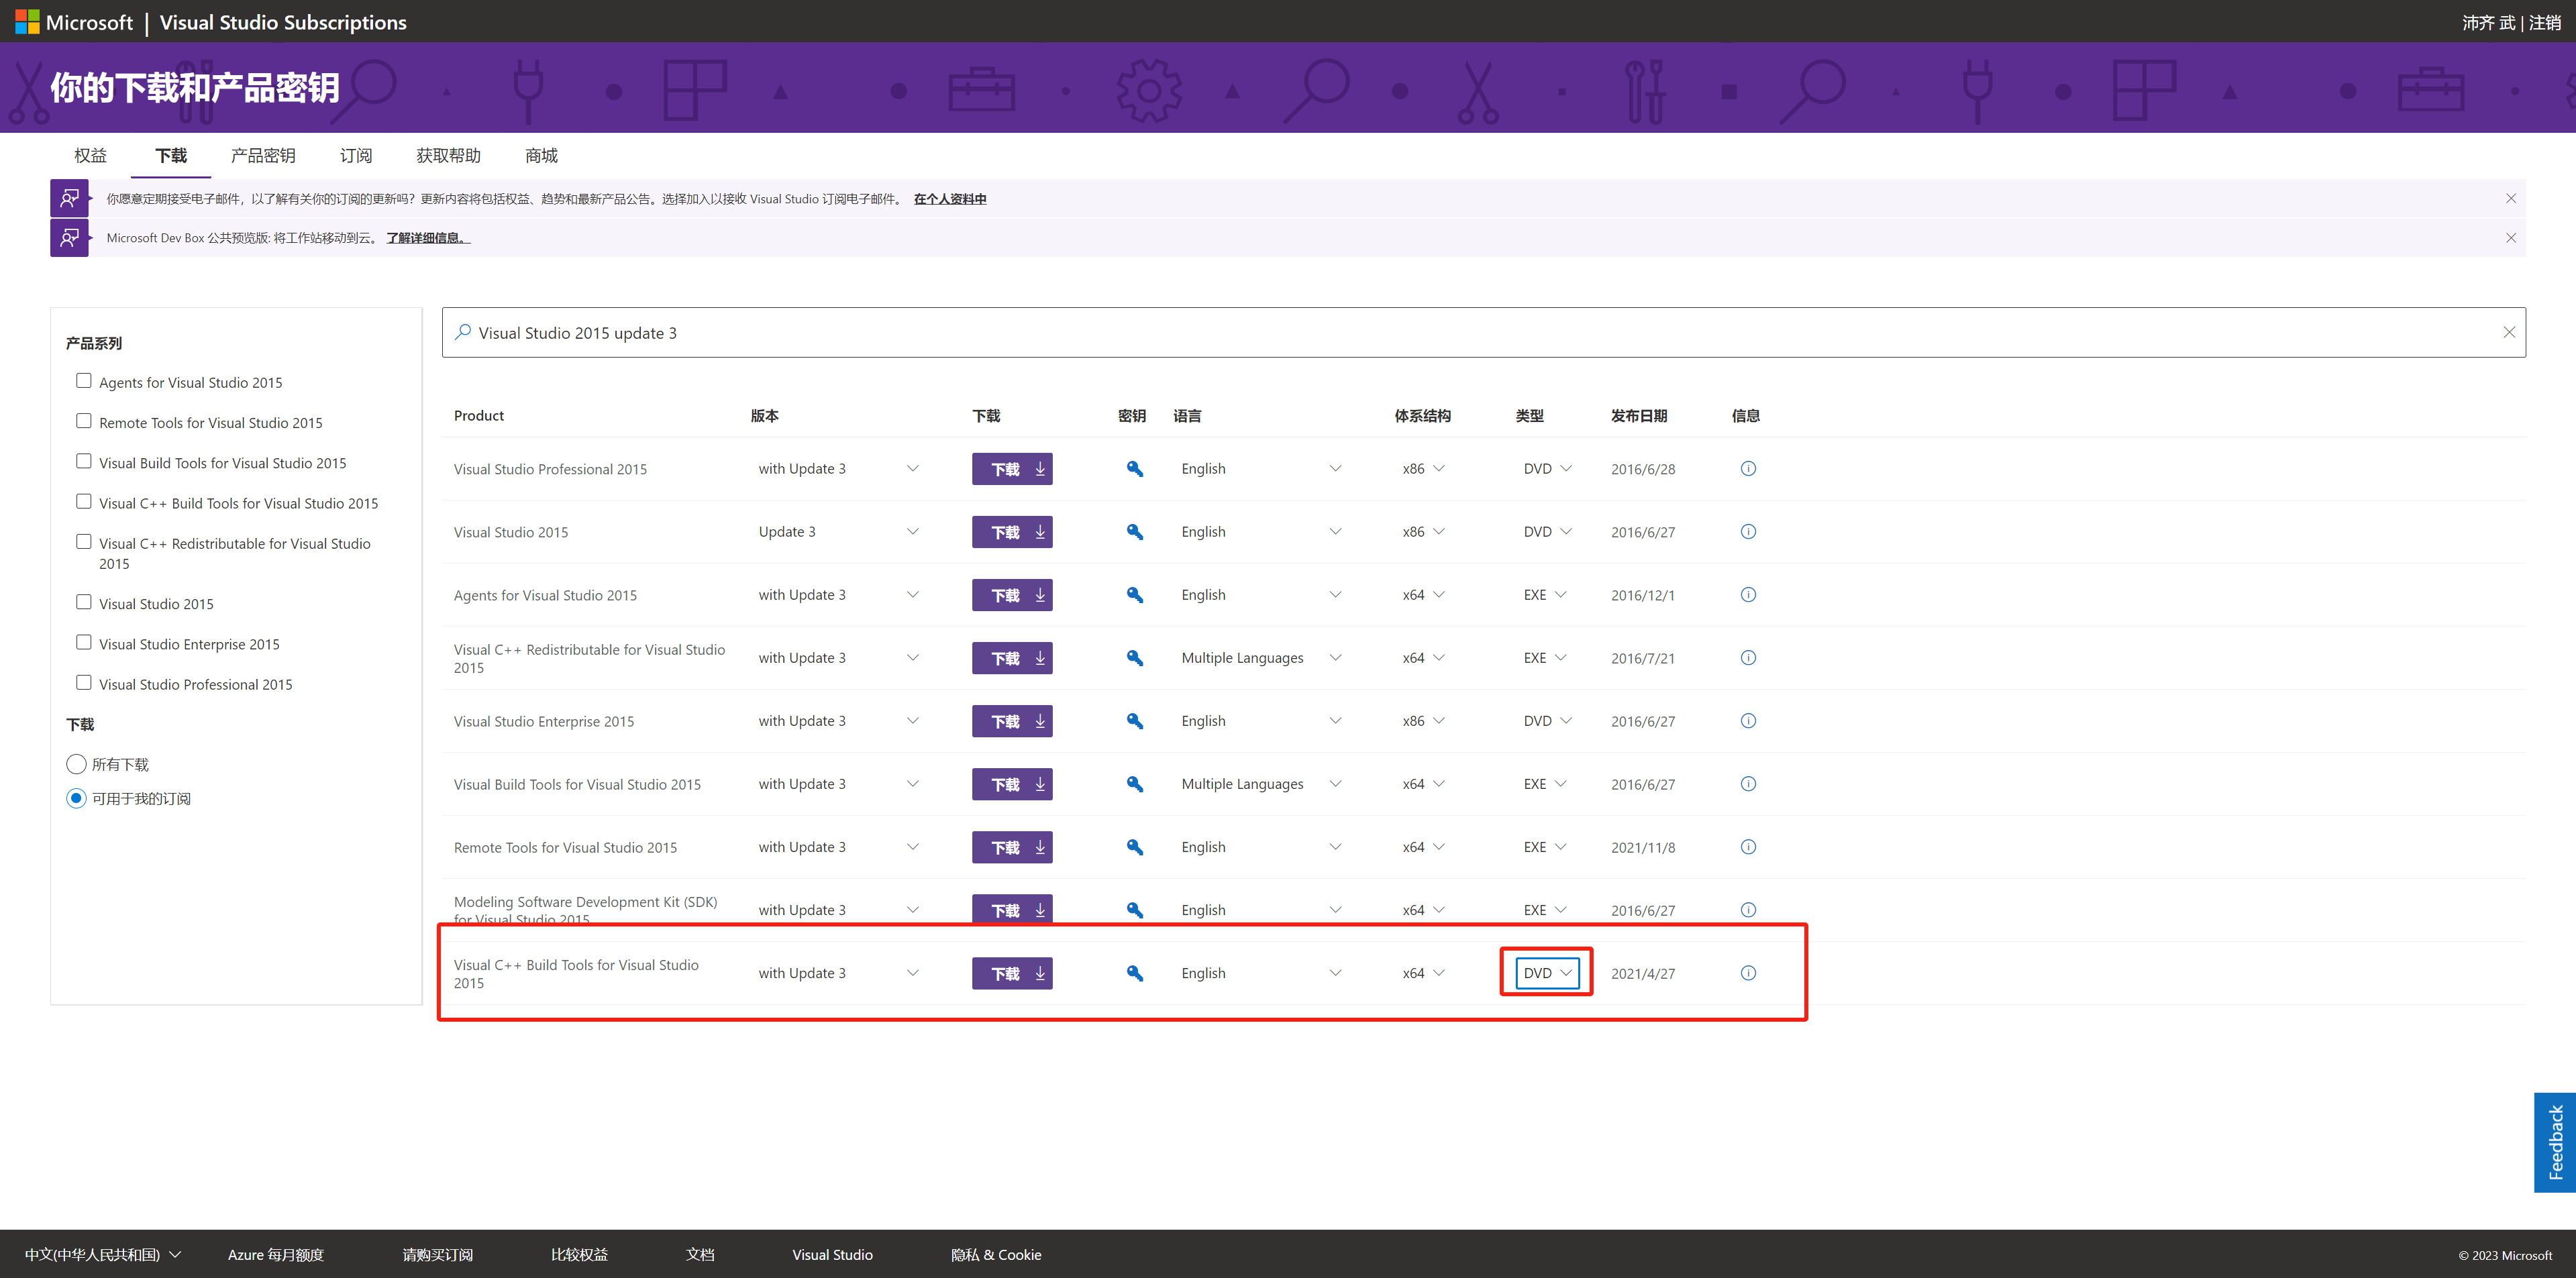 Microsoft | Visual Studio Subscriptions
沛齐 武 | 注销
你的下载和产品密钥
权益 下载 产品密钥 订阅 获取帮助 商城
你愿意定期接受电子邮件，以了解有关你的订阅的更新吗？更新内容将包括权益、趋势和最新产品公告。选择加入以接收 Visual Studio 订阅电子邮件。 在个人资料中
Microsoft Dev Box 公共预览版: 将工作站移动到云。 了解详细信息。
产品系列
Agents for Visual Studio 2015
Remote Tools for Visual Studio 2015
Visual Build Tools for Visual Studio 2015
Visual C++ Build Tools for Visual Studio 2015
Visual C++ Redistributable for Visual Studio
2015
Visual Studio 2015
Visual Studio Enterprise 2015
Visual Studio Professional 2015
下载
所有下载
可用于我的订阅
Visual Studio 2015 update 3
Product 版本 下载 密钥 语言 体系结构 类型 发布日期 信息
Visual Studio Professional 2015 with Update 3 下载 English x86 DVD 2016/6/28
Visual Studio 2015 Update 3 下载 English x86 DVD 2016/6/27
Agents for Visual Studio 2015 with Update 3 下载 English x64 EXE 2016/12/1
Visual C++ Redistributable for Visual Studio
2015 with Update 3 下载 Multiple Languages x64 EXE 2016/7/21
Visual Studio Enterprise 2015 with Update 3 下载 English x86 DVD 2016/6/27
Visual Build Tools for Visual Studio 2015 with Update 3 下载 Multiple Languages x64 EXE 2016/6/27
Remote Tools for Visual Studio 2015 with Update 3 下载 English x64 EXE 2021/11/8
Modeling Software Development Kit (SDK)
for Visual Studio 2015 with Update 3 下载 English x64 EXE 2016/6/27
Visual C++ Build Tools for Visual Studio
2015 with Update 3 下载 English x64 DVD 2021/4/27
Feedback
中文(中华人民共和国) Azure 每月额度 请购买订阅 比较权益 文档 Visual Studio 隐私 & Cookie
© 2023 Microsoft